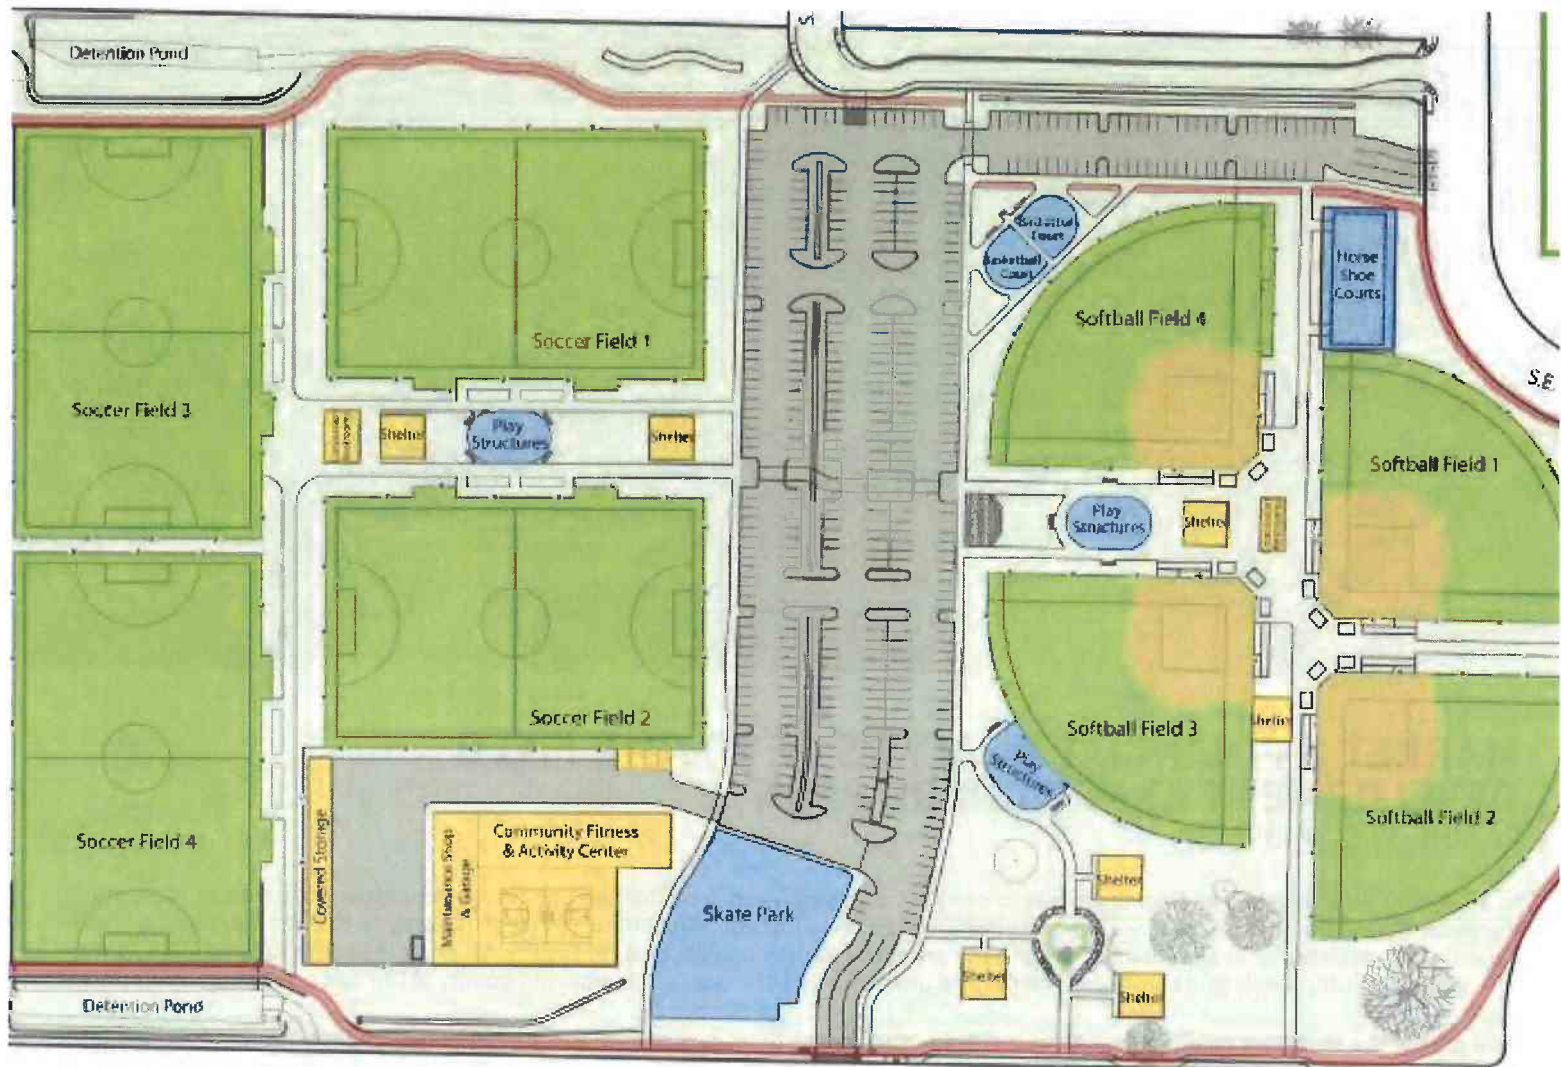 S
Detention Pond
Soccer Field 1
Soccer Field 3
Shelter
Play
Structures
Shelter
Basketball
Court
Basketball
Court
Horse
Shoe
Courts
Softball Field 4
S.E
Softball Field 1
Play
Structures
Shelter
Soccer Field 2
Softball Field 3
Shelter
Play
Structures
Softball Field 2
Soccer Field 4
Covered Storage
Maintenance Shop
& Garage
Community Fitness
& Activity Center
Skate Park
Shelter
Shelter
Shelter
Detention Pond